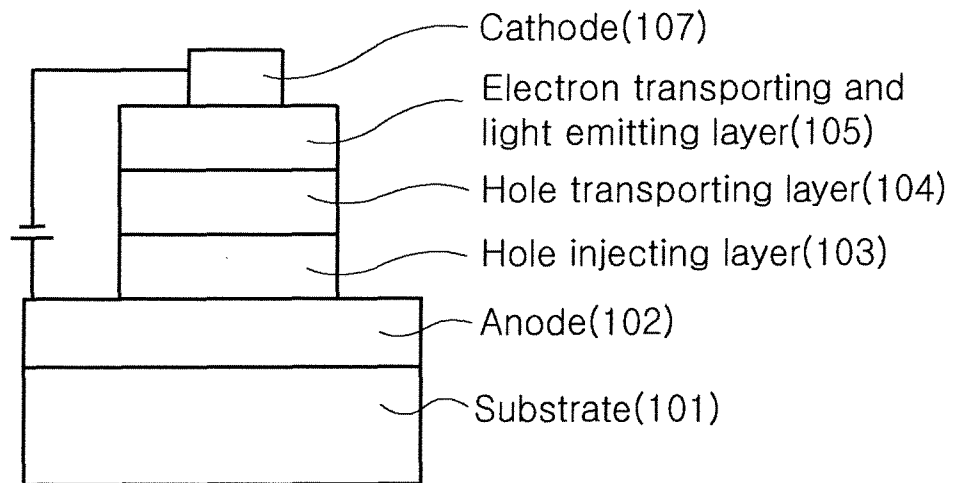 Cathode(107)
Electron transporting and
light emitting layer(105)
Hole transporting layer(104)
Hole injecting layer(103)
Anode(102)
Substrate(101)